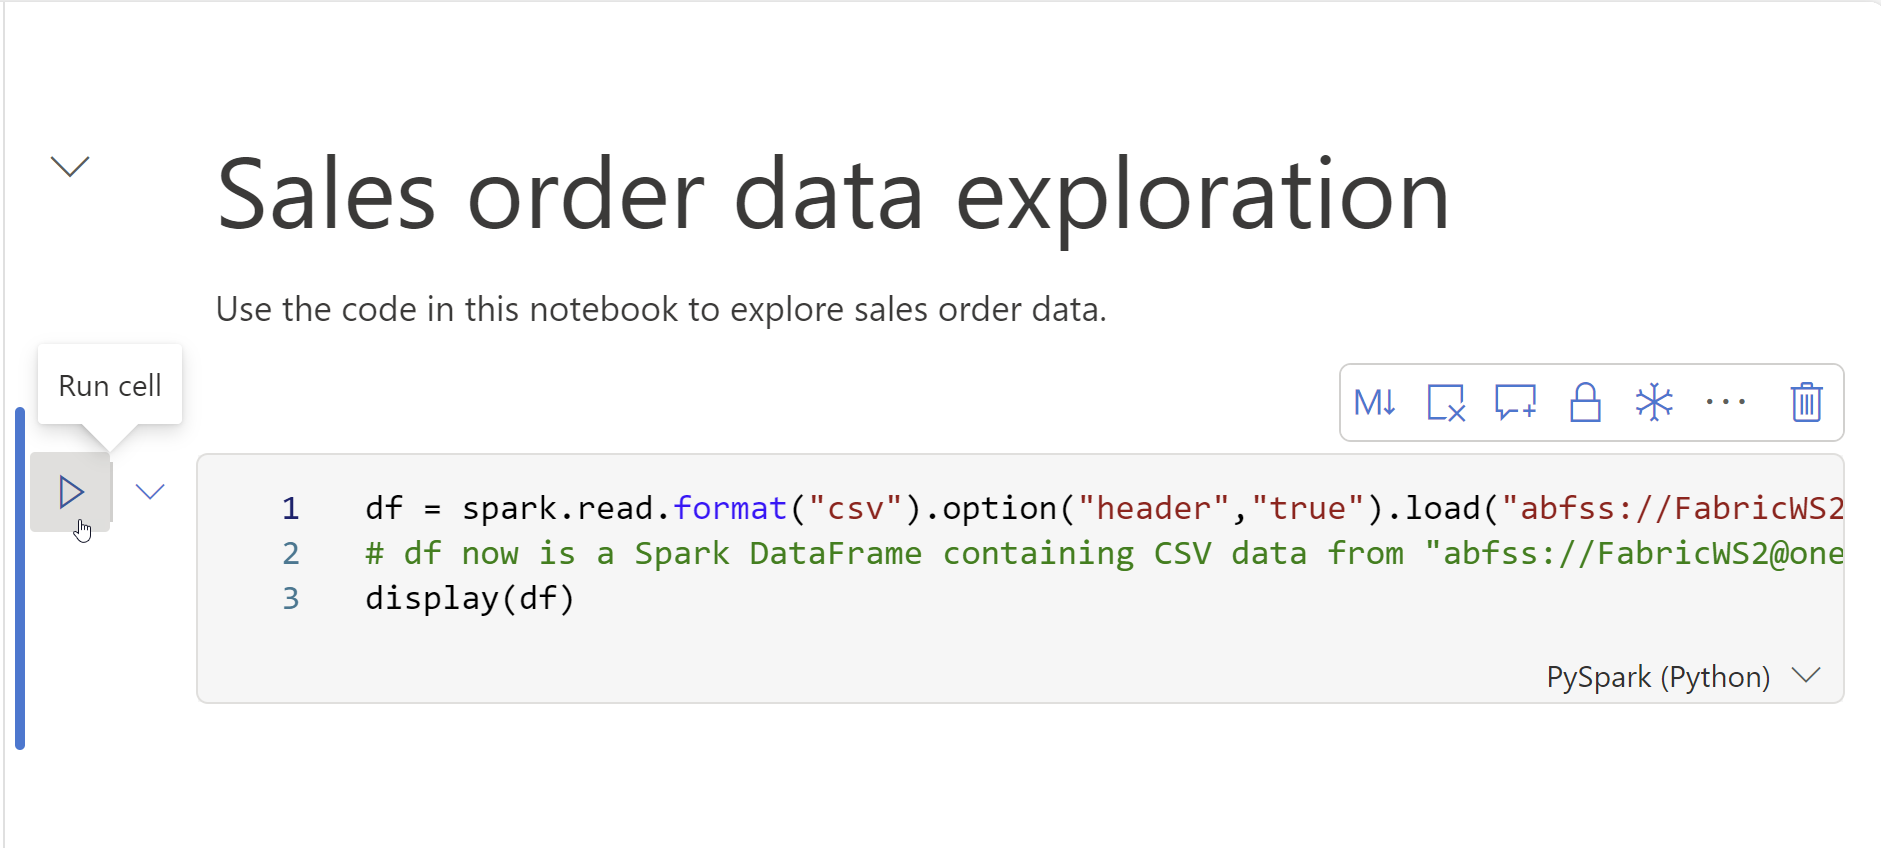 Sales order data exploration
Use the code in this notebook to explore sales order data.
Run cell
M↓
1 df = spark.read.format("csv").option("header","true").load("abfss://FabricWS2
2 # df now is a Spark DataFrame containing CSV data from "abfss://FabricWS2@one
3 display(df)
PySpark (Python)